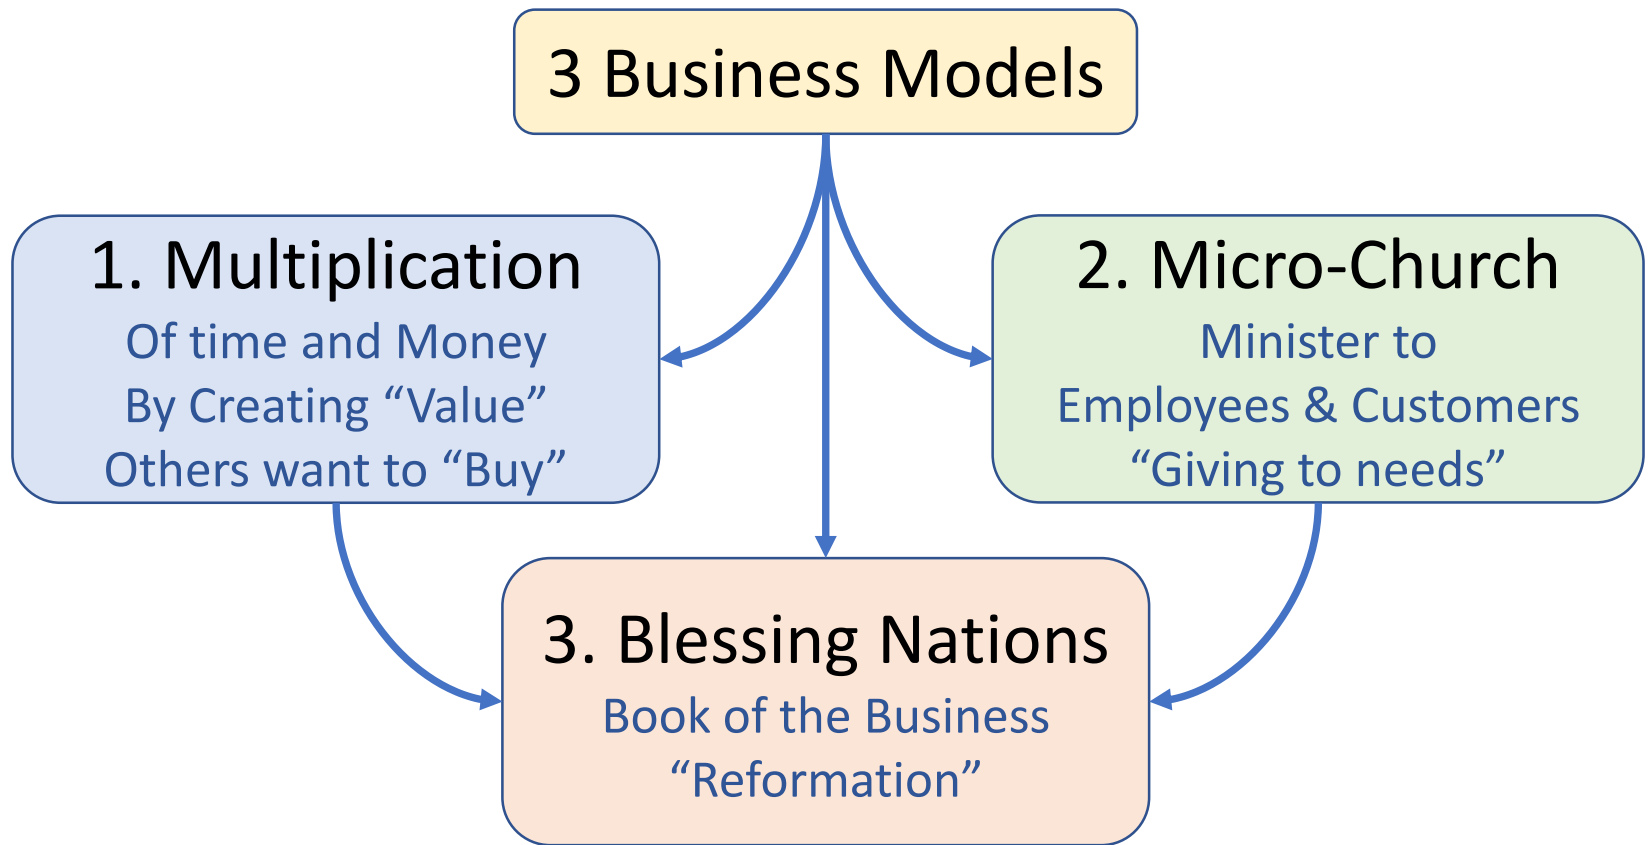 3 Business Models
1. Multiplication
Of time and Money
By Creating “Value”
Others want to “Buy”
2. Micro-Church
Minister to
Employees & Customers
“Giving to needs”
3. Blessing Nations
Book of the Business
“Reformation”